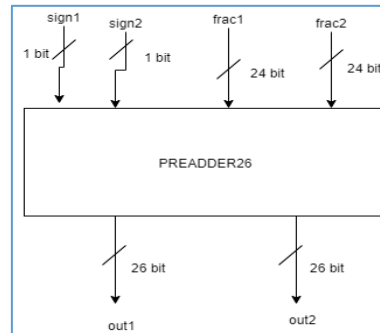 sign1 sign2 frac1 frac2
1 bit 1 bit 24 bit 24 bit
PREADDER26
26 bit 26 bit
out1 out2